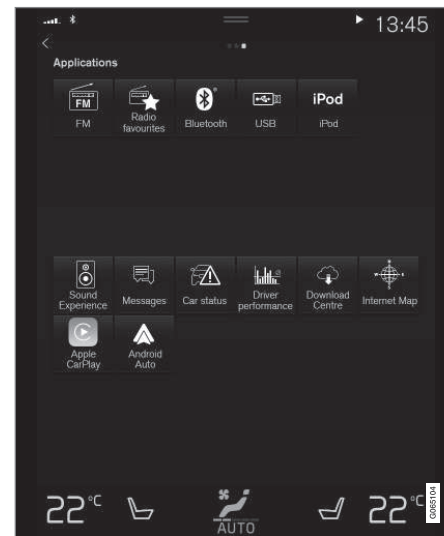 13:45
Applications
FM
FM
Radio
favourites
Bluetooth
USB
iPod
iPod
Sound
Experience
Messages
Car status
Driver
performance
Download
Centre
Internet Map
Apple
CarPlay
Android
Auto
22°C
AUTO
22°C
G065104